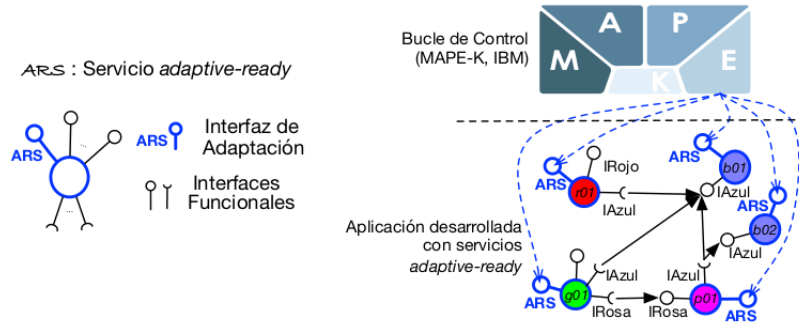 ARS : Servicio adaptive-ready
ARS
ARS
Interfaz de
Adaptación
Interfaces
Funcionales
Bucle de Control
(MAPE-K, IBM)
M
A
P
E
K
Aplicación desarrollada
con servicios
adaptive-ready
ARS
IRojo
r01
IAzul
ARS
b01
IAzul
ARS
b02
IAzul
IAzul
IAzul
ARS
g01
IRosa
IRosa
p01
ARS